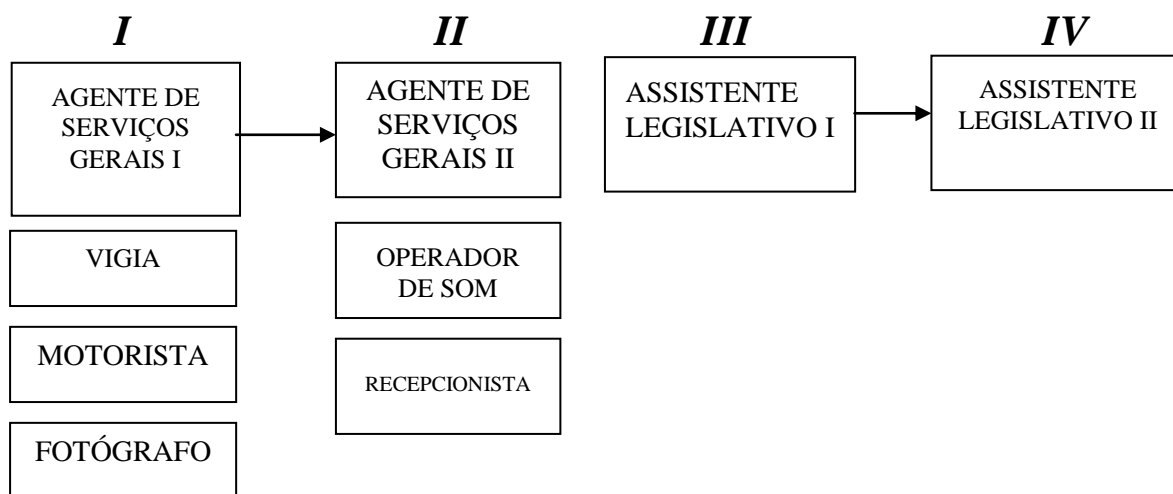 I
II
III
IV
AGENTE DE
SERVIÇOS
GERAIS I
AGENTE DE
SERVIÇOS
GERAIS II
ASSISTENTE
LEGISLATIVO I
ASSISTENTE
LEGISLATIVO II
VIGIA
OPERADOR
DE SOM
MOTORISTA
RECEPCIONISTA
FOTÓGRAFO